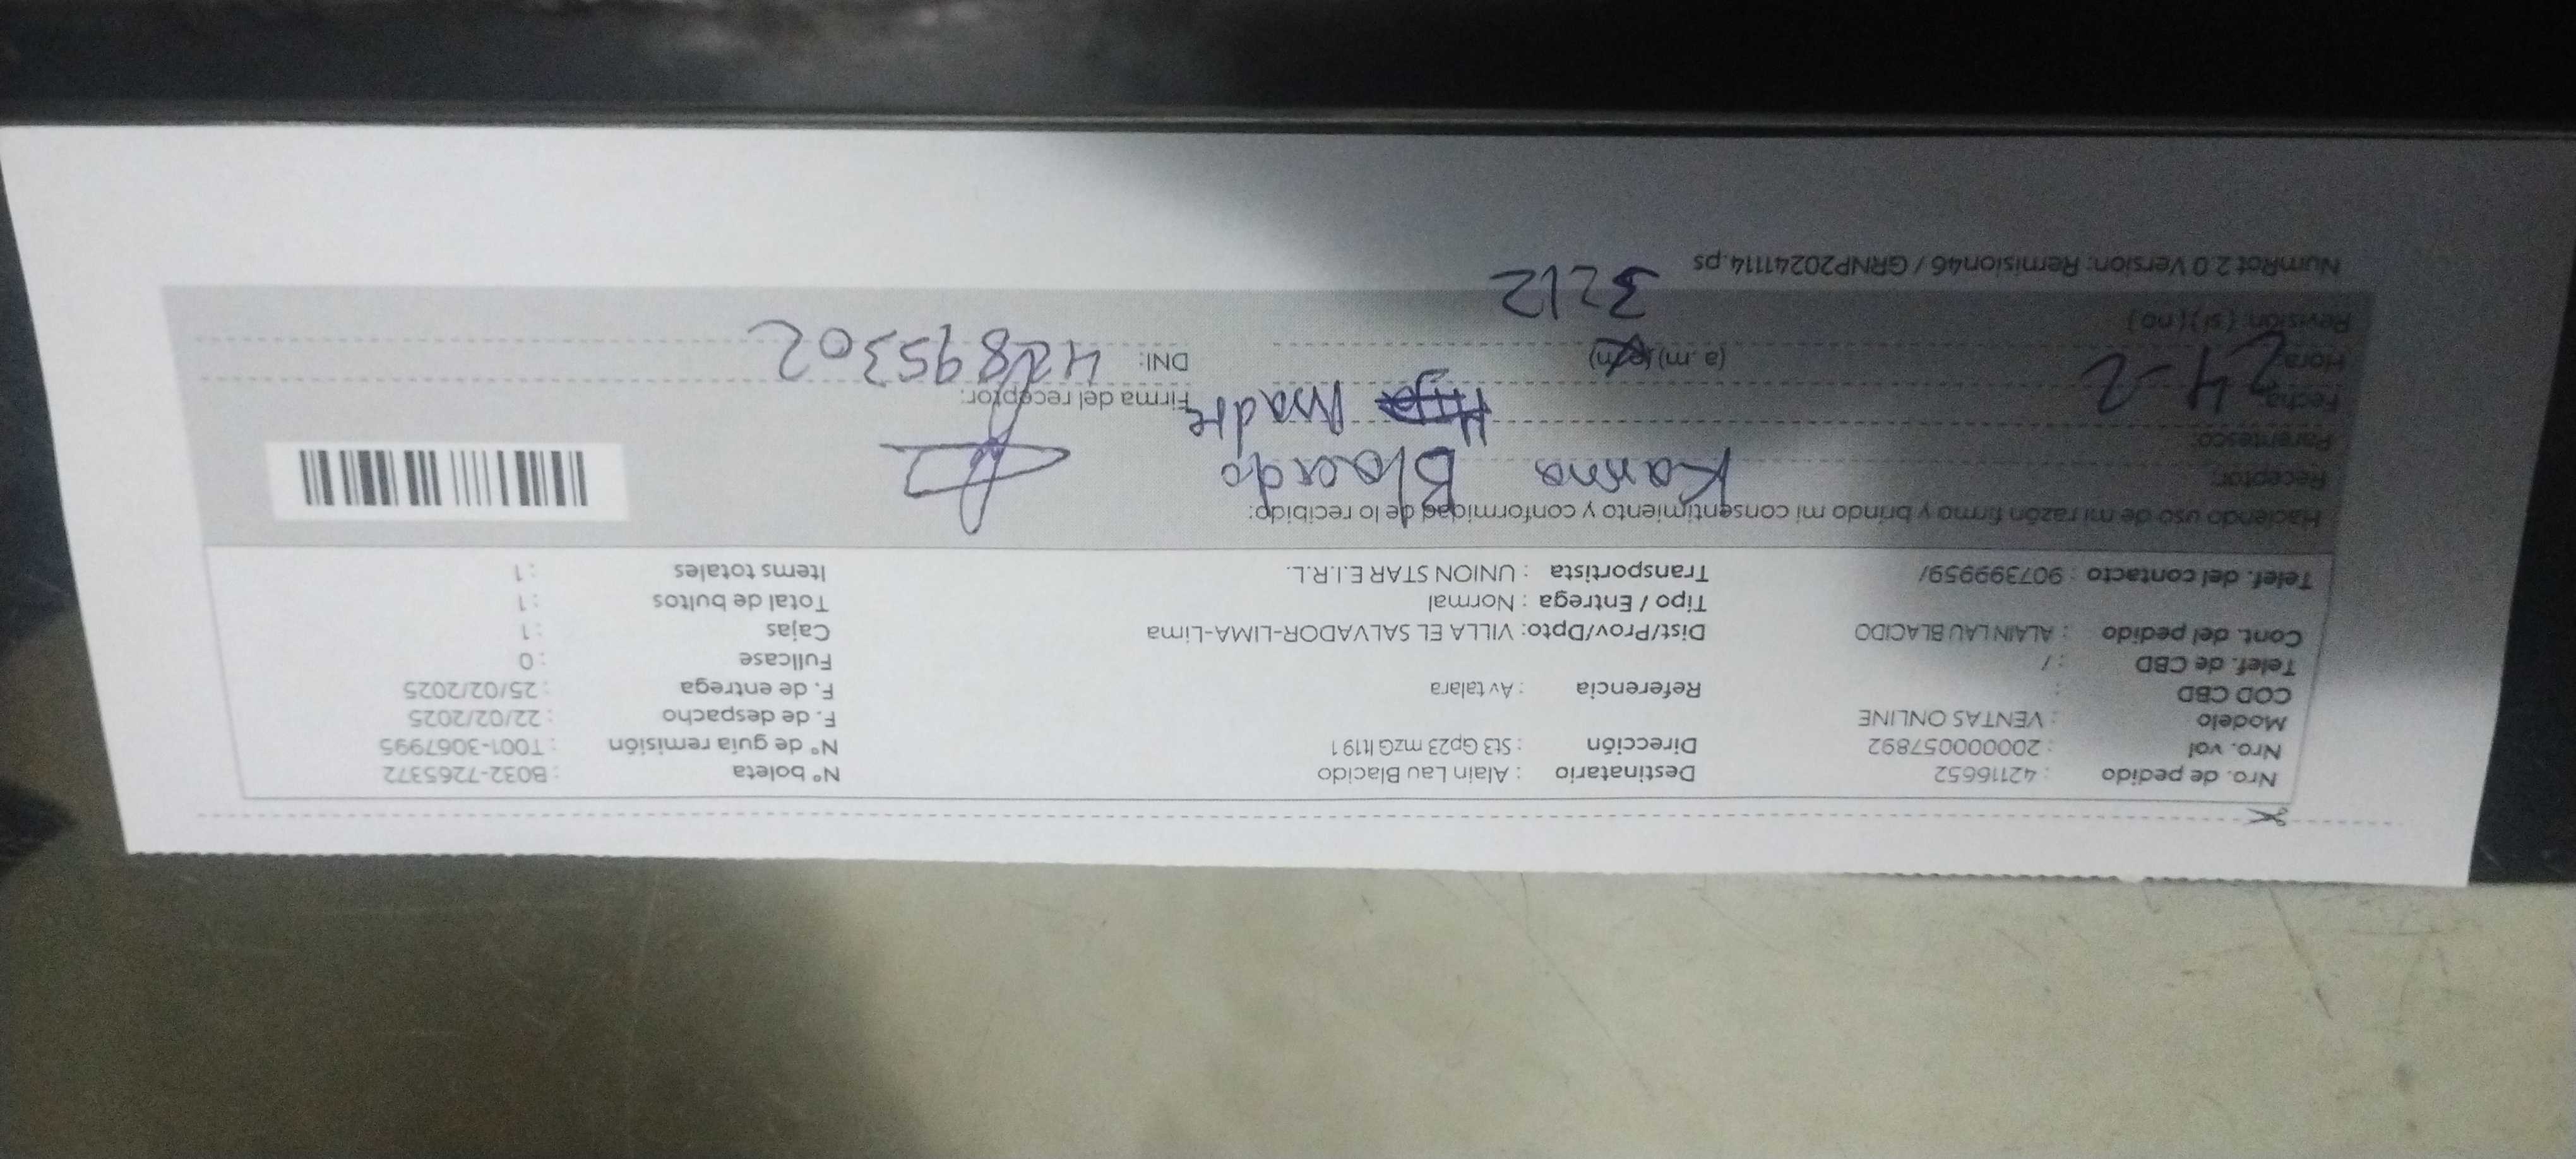 Nro. de pedido : 42116652 Destinatario : Alain Lau Blacido N° boleta : B032-7265372
Nro. vol : 20000057892 Dirección : St3 Gp23 mzG lt19 1 N° de guía remisión : T001-3067995
Modelo : VENTAS ONLINE F. de despacho : 22/02/2025
COD CBD : Referencia : Av talara F. de entrega : 25/02/2025
Telef. de CBD : / Fullcase : 0
Cont. del pedido : ALAIN LAU BLACIDO Dist/Prov/Dpto: VILLA EL SALVADOR-LIMA-Lima Cajas : 1
Tipo / Entrega : Normal Total de bultos : 1
Telef. del contacto : 907399959/ Transportista : UNION STAR E.I.R.L. Items totales : 1
Haciendo uso de mi razón firmo y brindo mi consentimiento y conformidad de lo recibido:
Receptor: Blacido
Parentesco: Madre
Fecha: 24-2 Firma del receptor:
Hora: (a .m) (p.m) DNI: 42895302
Revisión: (si) (no) 3212
NumRot 2.0 Version: Remision46 / GRNP20241114.ps